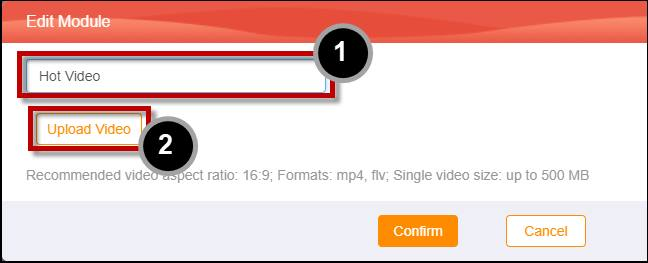 Edit Module
1
Hot Video
Upload Video
2
Recommended video aspect ratio: 16:9; Formats: mp4, flv; Single video size: up to 500 MB
Confirm Cancel